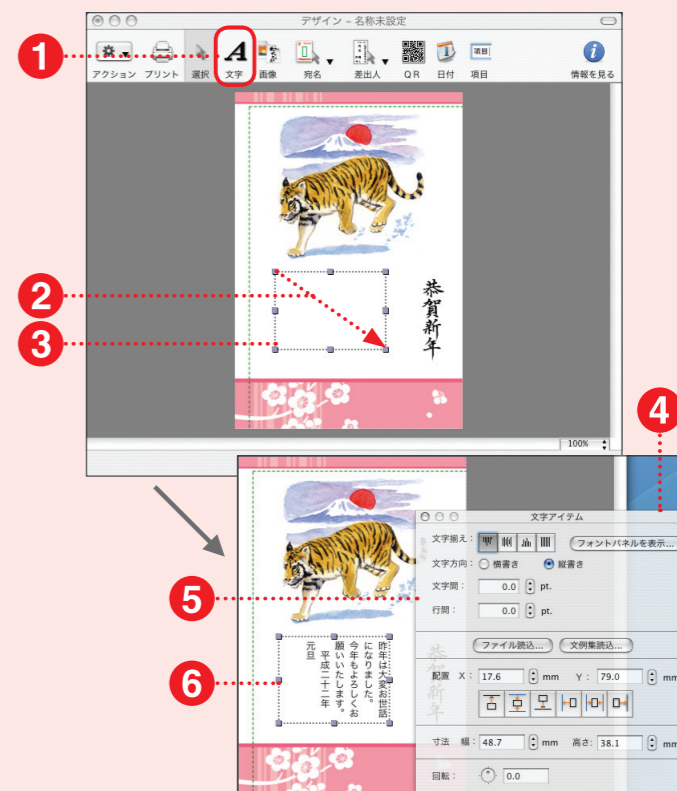 デザイン – 名称未設定
アクション プリント 選択 文字 画像 宛名 差出人 QR 日付 項目 情報を見る
項目
1
2
3
恭賀新年
4
100%
文字アイテム
文字揃え： フォントパネルを表示...
文字方向： 横書き 縦書き
5
文字間： 0.0 pt.
行間： 0.0 pt.
ファイル読込... 文例集読込...
6
昨年は大変お世話
になりました。
今年もよろしくお
願いいたします。
平成二十二年
元旦
恭賀新年
配置 X： 17.6 mm Y： 79.0 mm
寸法 幅： 48.7 mm 高さ： 38.1 mm
回転： 0.0